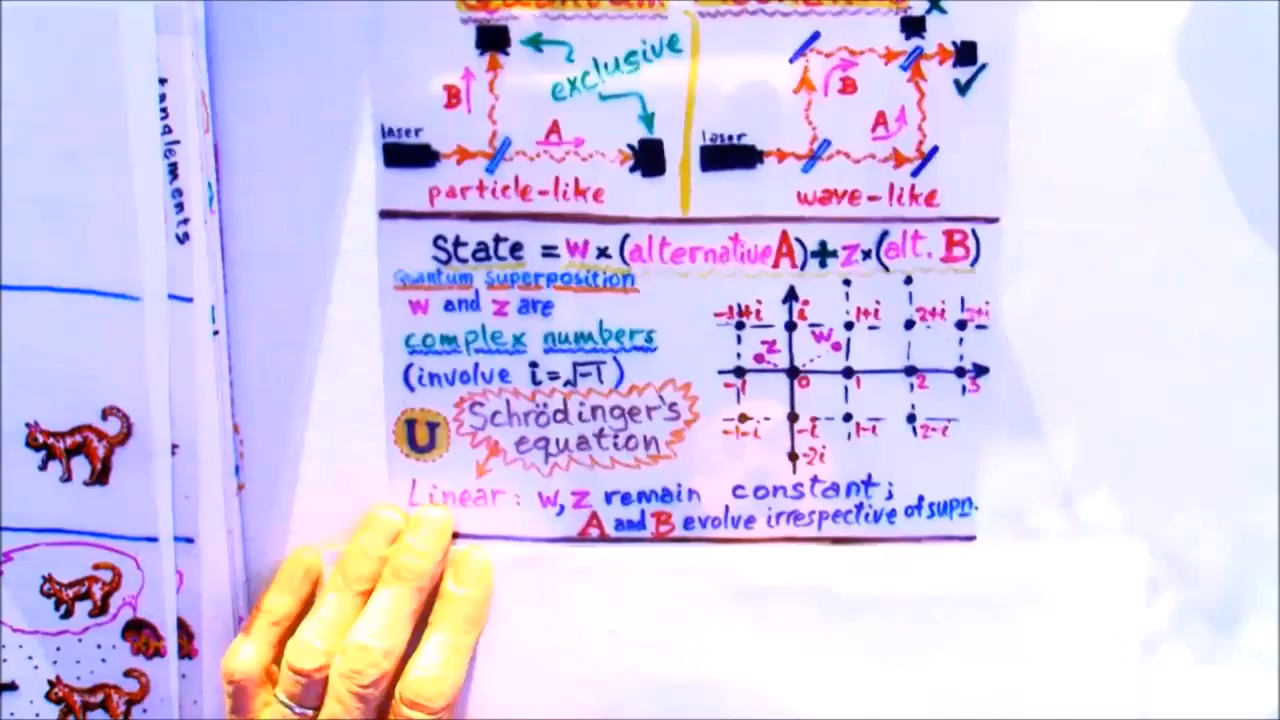 Quantum
exclusive
B
laser
A
particle-like
B
A
laser
wave-like
State = w×(alternative A)+z×(alt. B)
Quantum superposition
w and z are
complex numbers
(involve i=√-1)
U
Schrödinger's
equation
-1+i i 1+i 2+i 3+i
z w
-1 0 1 2 3
-1-i -i 1-i 2-i
-2i
Linear: w, z remain constant;
A and B evolve irrespective of supn.
tanglements